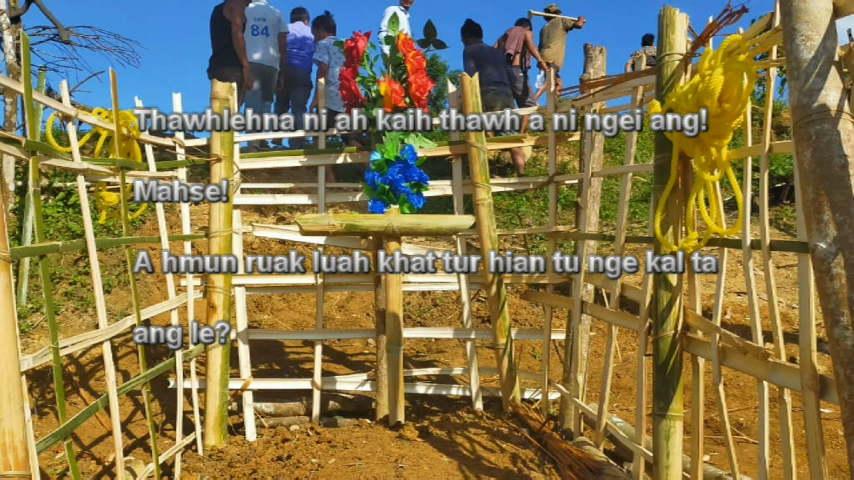 84
Thawhlehna ni ah kaih thawh a ni ngei ang!
Mahse!
A hmun ruak luah khat tur hian tu nge kal ta
ang le?